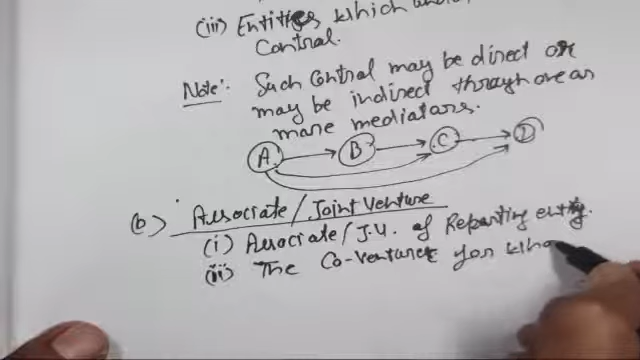 (iii) Entities which
Control.
Note: Such Control may be direct or
may be indirect through one or
more mediators.
A B C D
(b) Associate/Joint Venture
(i) Associate/J.V. of Reporting entity.
(ii) The Co-Venturer for